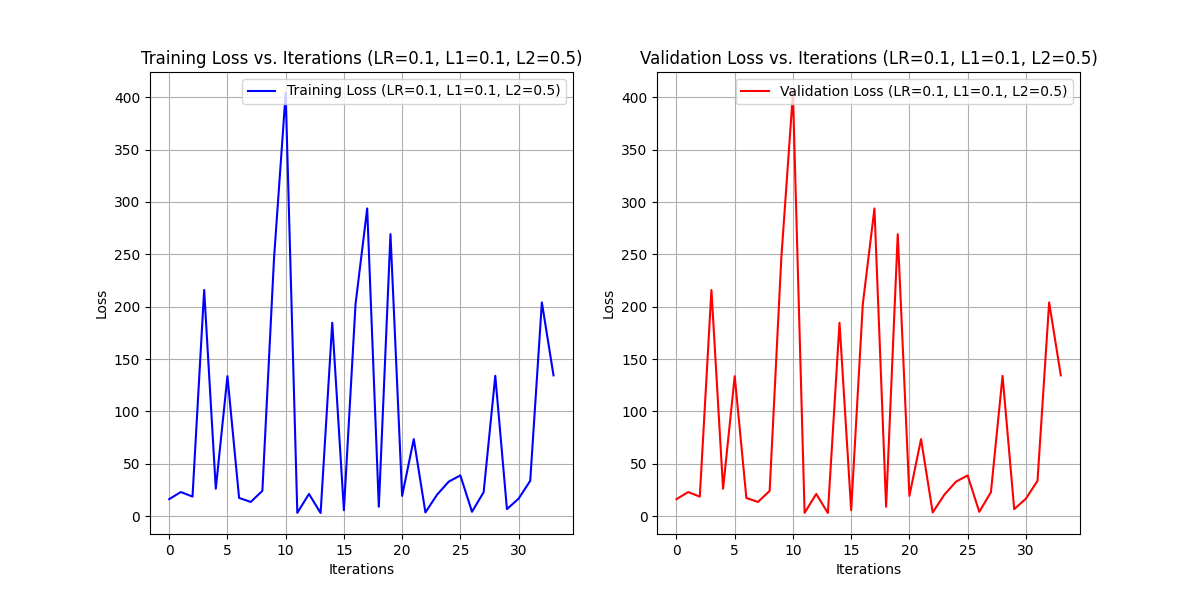 Training Loss vs. Iterations (LR=0.1, L1=0.1, L2=0.5)
Training Loss (LR=0.1, L1=0.1, L2=0.5)
400
350
300
250
200
150
100
50
0
Loss
0 5 10 15 20 25 30
Iterations
Validation Loss vs. Iterations (LR=0.1, L1=0.1, L2=0.5)
Validation Loss (LR=0.1, L1=0.1, L2=0.5)
400
350
300
250
200
150
100
50
0
Loss
0 5 10 15 20 25 30
Iterations